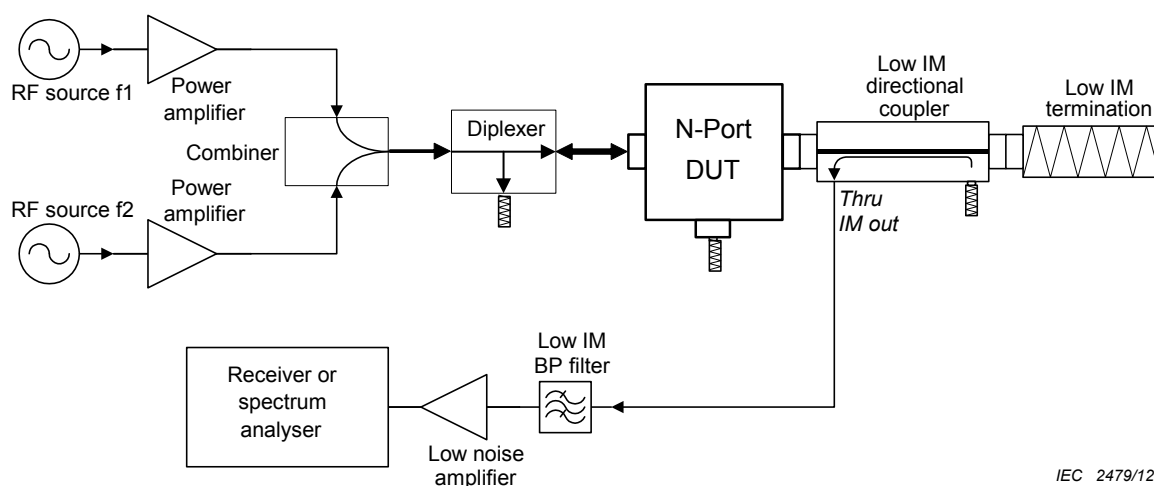 RF source f1
Power
amplifier
Combiner
Diplexer
N-Port
DUT
Low IM
directional
coupler
Low IM
termination
RF source f2
Power
amplifier
Thru
IM out
Low IM
BP filter
Receiver or
spectrum
analyser
Low noise
amplifier
IEC 2479/12